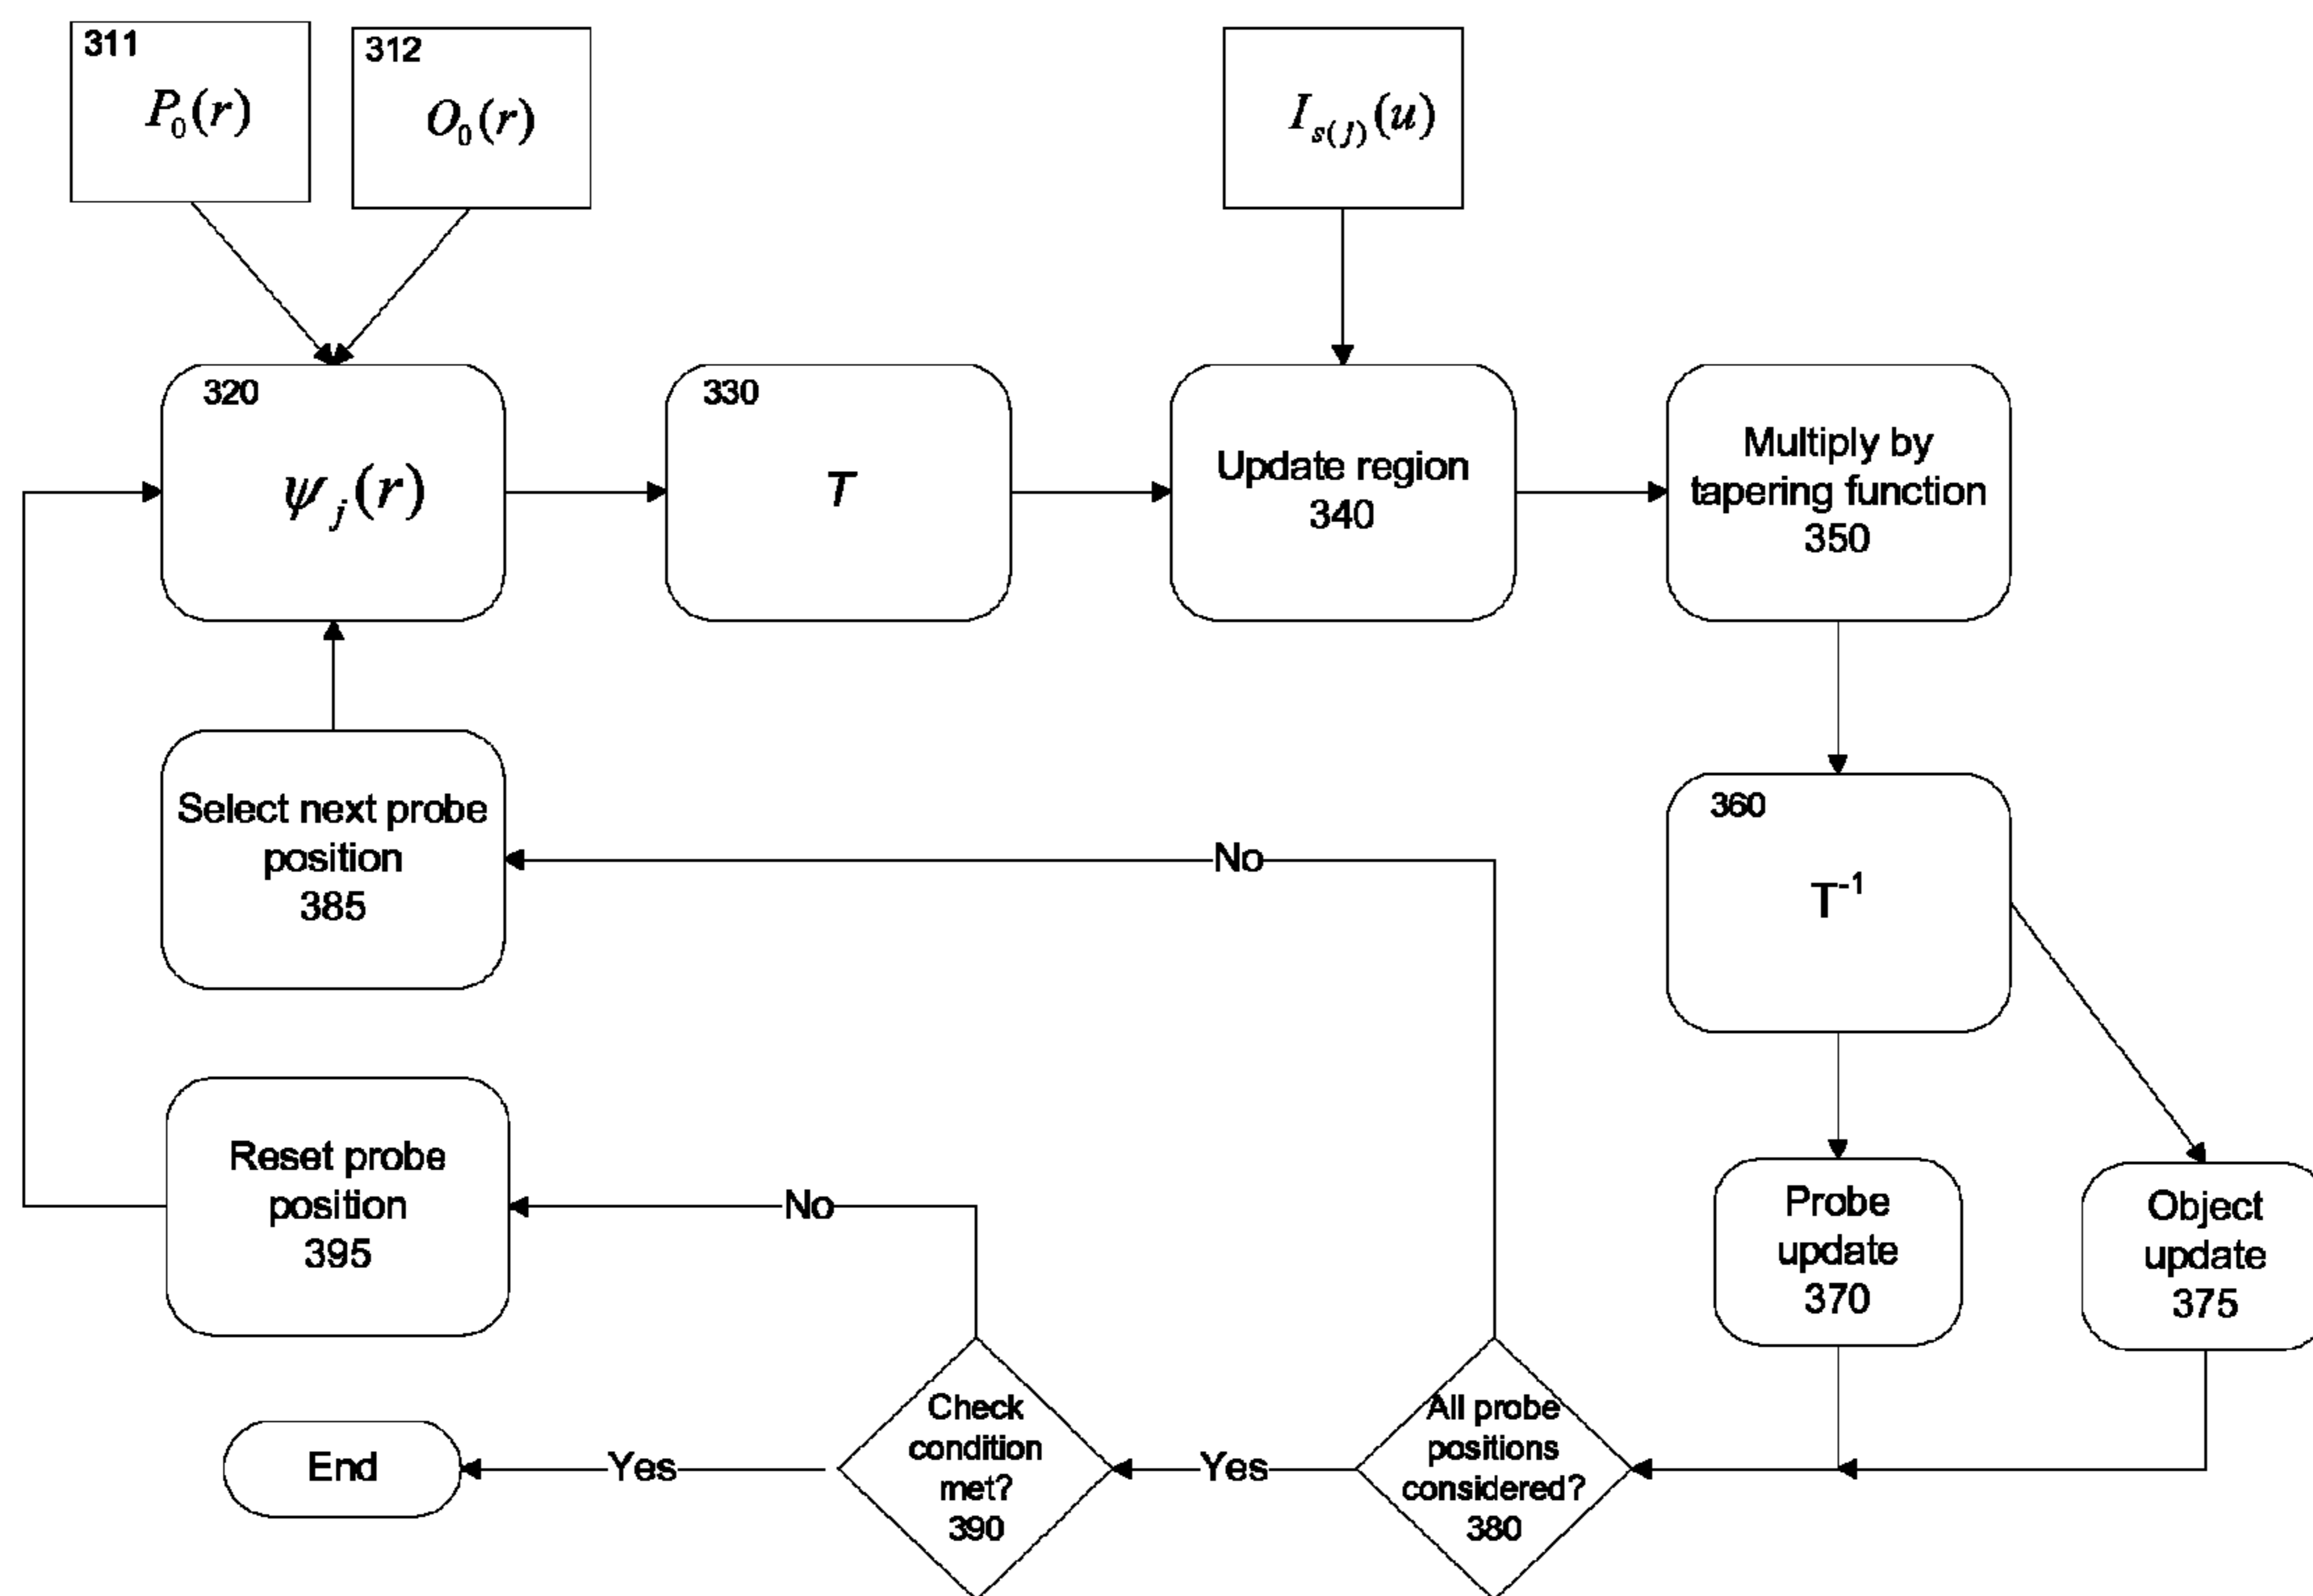 311
P₀(r)
312
O₀(r)
I_{s(J)}(u)
320
ψ_j(r)
330
T
Update region
340
Multiply by
tapering function
350
360
T⁻¹
Select next probe
position
385
No
Reset probe
position
395
No
Probe
update
370
Object
update
375
End
Yes
Check
condition
met?
390
Yes
All probe
positions
considered?
380